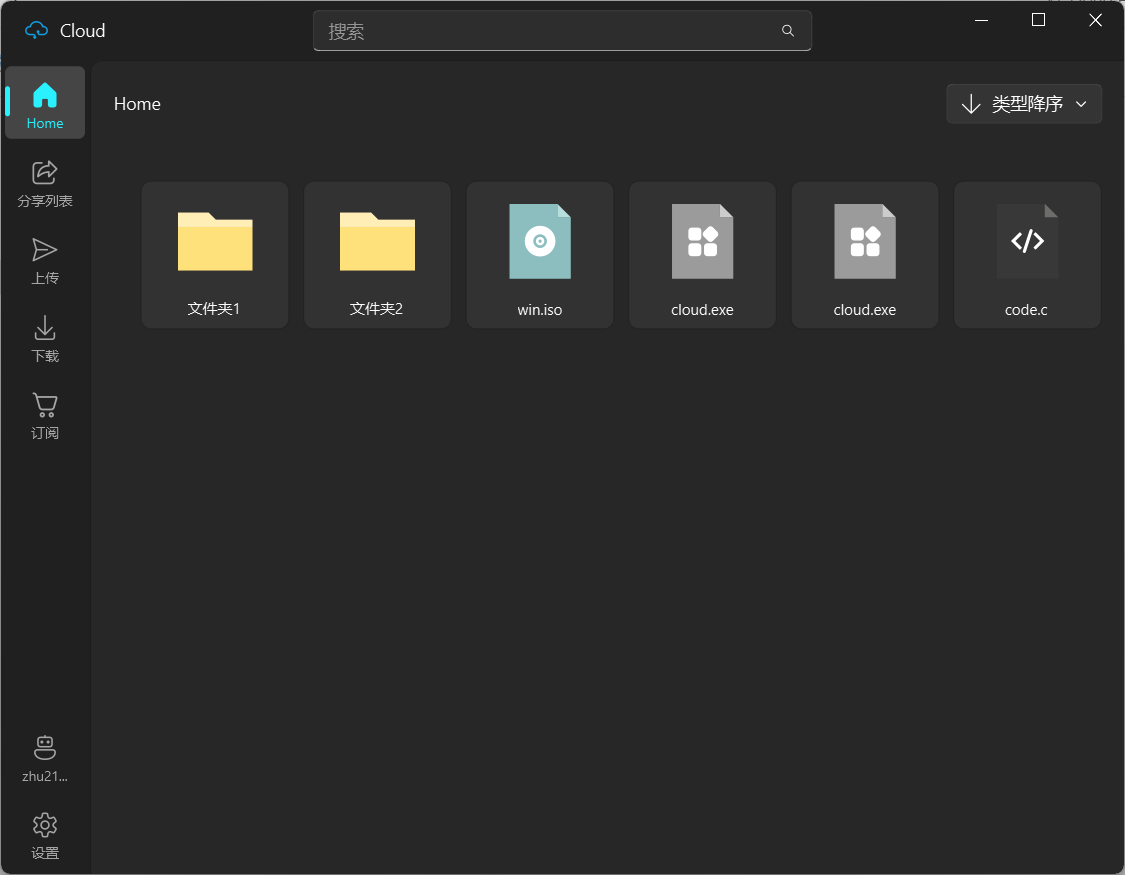 Cloud
搜索
Home
Home
类型降序
分享列表
上传
下载
订阅
文件夹1
文件夹2
win.iso
cloud.exe
cloud.exe
code.c
zhu21...
设置